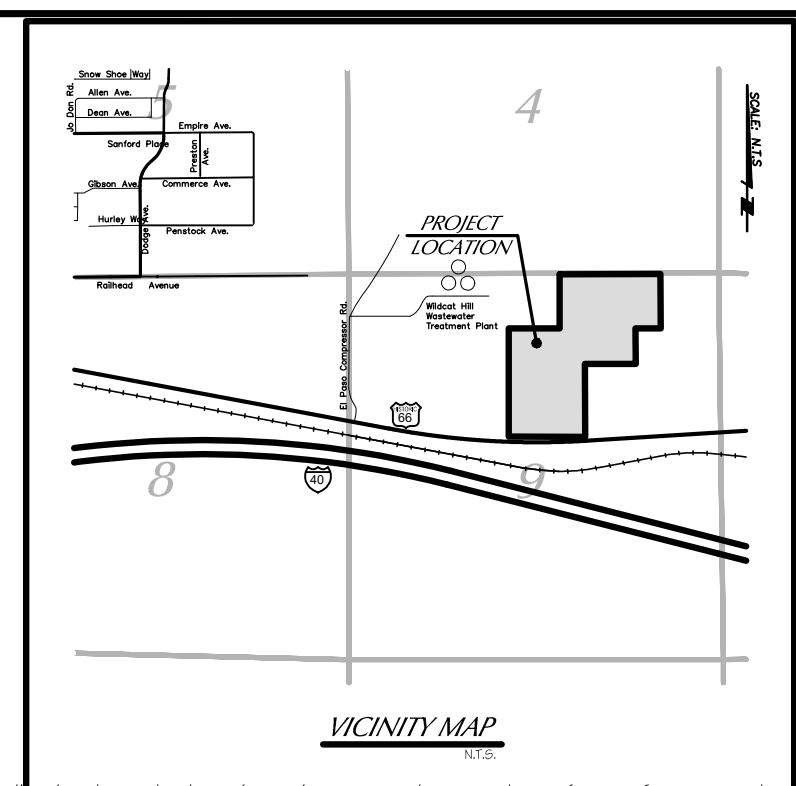 Snow Shoe Way
Allen Ave.
Jo Dan Rd.
Dean Ave.
5
4
SCALE: N.T.S
Empire Ave.
Sanford Place
Preston
Ave.
Gibson Ave.
Commerce Ave.
Hurley Way
Dodge Ave.
Penstock Ave.
PROJECT
LOCATION
Railhead Avenue
Wildcat Hill
Wastewater
Treatment Plant
El Paso Compressor Rd.
HISTORIC
66
8
40
9
VICINITY MAP
N.T.S.